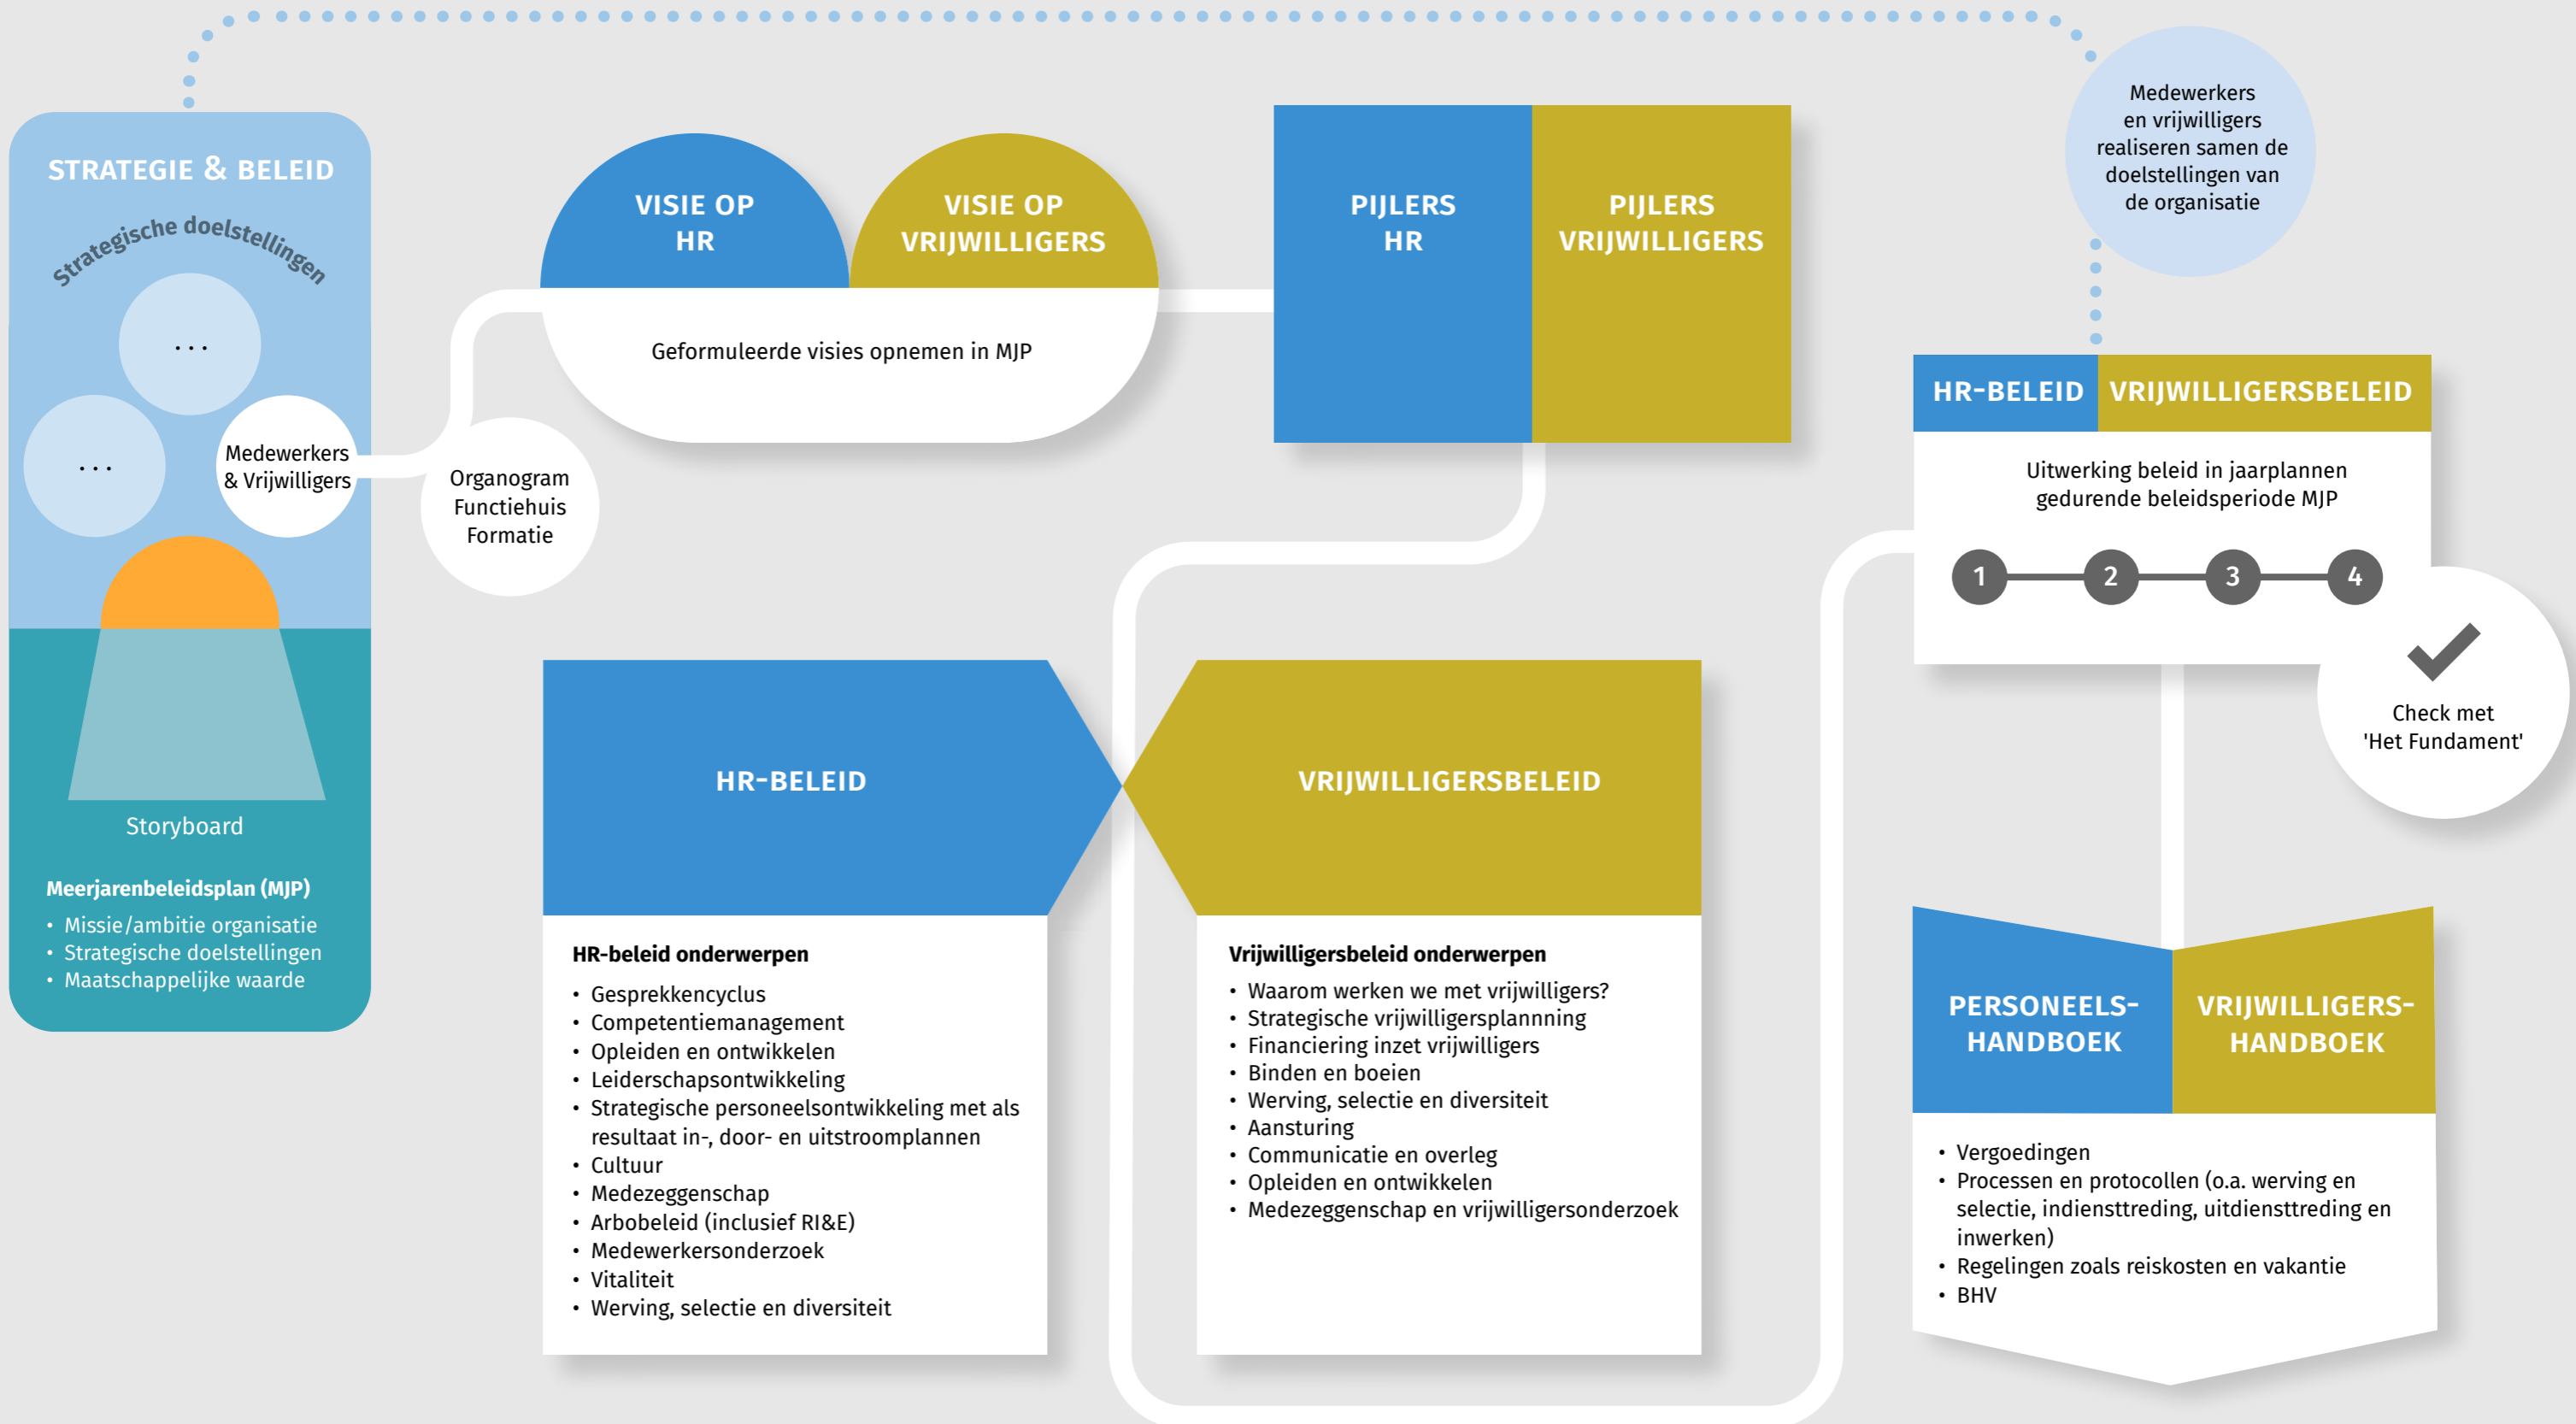 STRATEGIE & BELEID
Strategische doelstellingen
...
...
Medewerkers
& Vrijwilligers
Storyboard
Meerjarenbeleidsplan (MJP)
• Missie/ambitie organisatie
• Strategische doelstellingen
• Maatschappelijke waarde
Organogram
Functiehuis
Formatie
VISIE OP
HR
VISIE OP
VRIJWILLIGERS
Geformuleerde visies opnemen in MJP
PIJLERS
HR
PIJLERS
VRIJWILLIGERS
HR-BELEID
HR-beleid onderwerpen
• Gesprekkencyclus
• Competentiemanagement
• Opleiden en ontwikkelen
• Leiderschapsontwikkeling
• Strategische personeelsontwikkeling met als
resultaat in-, door- en uitstroomplannen
• Cultuur
• Medezeggenschap
• Arbobeleid (inclusief RI&E)
• Medewerkersonderzoek
• Vitaliteit
• Werving, selectie en diversiteit
VRIJWILLIGERSBELEID
Vrijwilligersbeleid onderwerpen
• Waarom werken we met vrijwilligers?
• Strategische vrijwilligersplannning
• Financiering inzet vrijwilligers
• Binden en boeien
• Werving, selectie en diversiteit
• Aansturing
• Communicatie en overleg
• Opleiden en ontwikkelen
• Medezeggenschap en vrijwilligersonderzoek
Medewerkers
en vrijwilligers
realiseren samen de
doelstellingen van
de organisatie
HR-BELEID
VRIJWILLIGERSBELEID
Uitwerking beleid in jaarplannen
gedurende beleidsperiode MJP
1 2 3 4
Check met
'Het Fundament'
PERSONEELS-
HANDBOEK
VRIJWILLIGERS-
HANDBOEK
• Vergoedingen
• Processen en protocollen (o.a. werving en
selectie, indiensttreding, uitdiensttreding en
inwerken)
• Regelingen zoals reiskosten en vakantie
• BHV